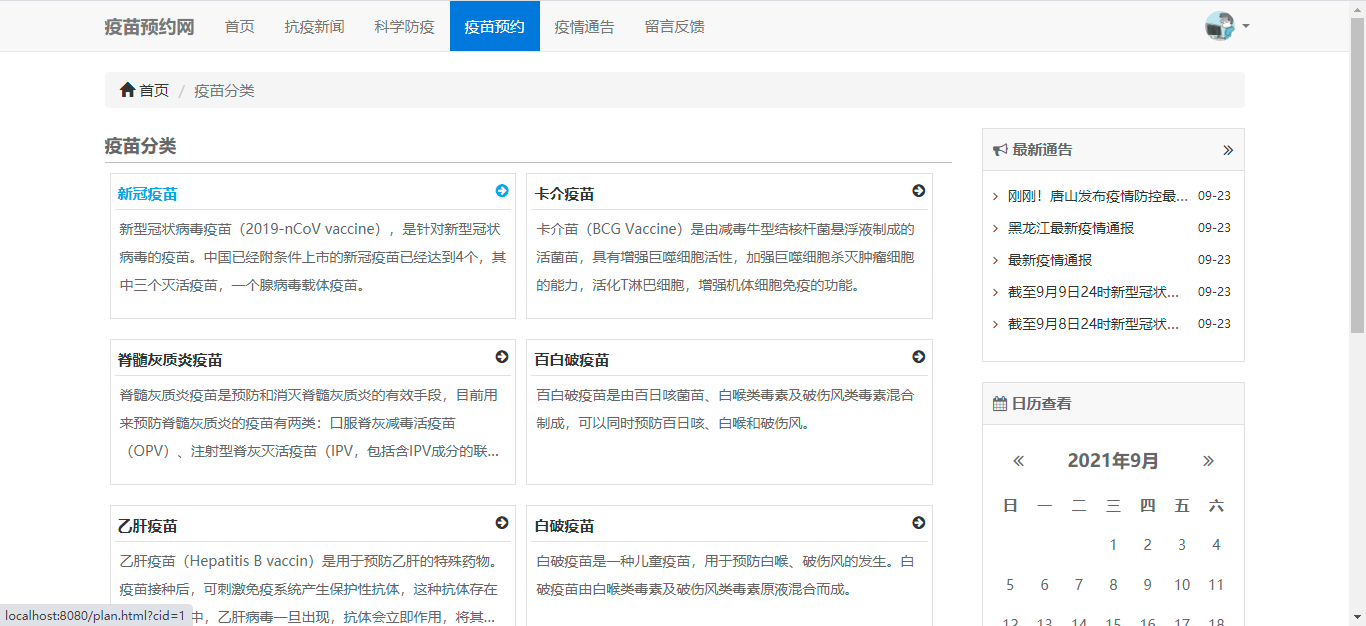 疫苗预约网 首页 抗疫新闻 科学防疫 疫苗预约 疫情通告 留言反馈
首页 / 疫苗分类
疫苗分类
新冠疫苗
新型冠状病毒疫苗（2019-nCoV vaccine），是针对新型冠状
病毒的疫苗。中国已经附条件上市的新冠疫苗已经达到4个，其
中三个灭活疫苗，一个腺病毒载体疫苗。
卡介疫苗
卡介苗（BCG Vaccine）是由减毒牛型结核杆菌悬浮液制成的
活菌苗，具有增强巨噬细胞活性，加强巨噬细胞杀灭肿瘤细胞
的能力，活化T淋巴细胞，增强机体细胞免疫的功能。
脊髓灰质炎疫苗
脊髓灰质炎疫苗是预防和消灭脊髓灰质炎的有效手段，目前用
来预防脊髓灰质炎的疫苗有两类：口服脊灰减毒活疫苗
（OPV）、注射型脊灰灭活疫苗（IPV，包括含IPV成分的联...
百白破疫苗
百白破疫苗是由百日咳菌苗、白喉类毒素及破伤风类毒素混合
制成，可以同时预防百日咳、白喉和破伤风。
乙肝疫苗
乙肝疫苗（Hepatitis B vaccin）是用于预防乙肝的特殊药物。
疫苗接种后，可刺激免疫系统产生保护性抗体，这种抗体存在
中，乙肝病毒一旦出现，抗体会立即作用，将其...
白破疫苗
白破疫苗是一种儿童疫苗，用于预防白喉、破伤风的发生。白
破疫苗由白喉类毒素及破伤风类毒素原液混合而成。
最新通告 »
刚刚！唐山发布疫情防控最... 09-23
黑龙江最新疫情通报 09-23
最新疫情通报 09-23
截至9月9日24时新型冠状... 09-23
截至9月8日24时新型冠状... 09-23
日历查看
« 2021年9月 »
日 一 二 三 四 五 六
1 2 3 4
5 6 7 8 9 10 11
12 13 14 15 16 17 18
localhost:8080/plan.html?cid=1